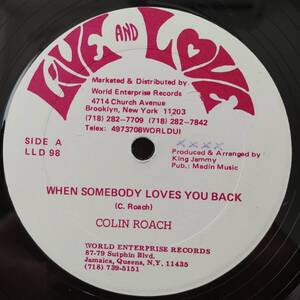 LIVE AND LOVE
Marketed & Distributed by
World Enterprise Records
4714 Church Avenue
Brooklyn, New York 11203
(718) 282-7709 (718) 282-7842
Telex: 4973708WORLDUI
SIDE A
LLD 98
XXXX
Produced & Arranged by
King Jammy
Pub.: Madin Music
WHEN SOMEBODY LOVES YOU BACK
(C. Roach)
COLIN ROACH
WORLD ENTERPRISE RECORDS
87-79 Sutphin Blvd.
Jamaica, Queens, N.Y. 11435
(718) 739-5151